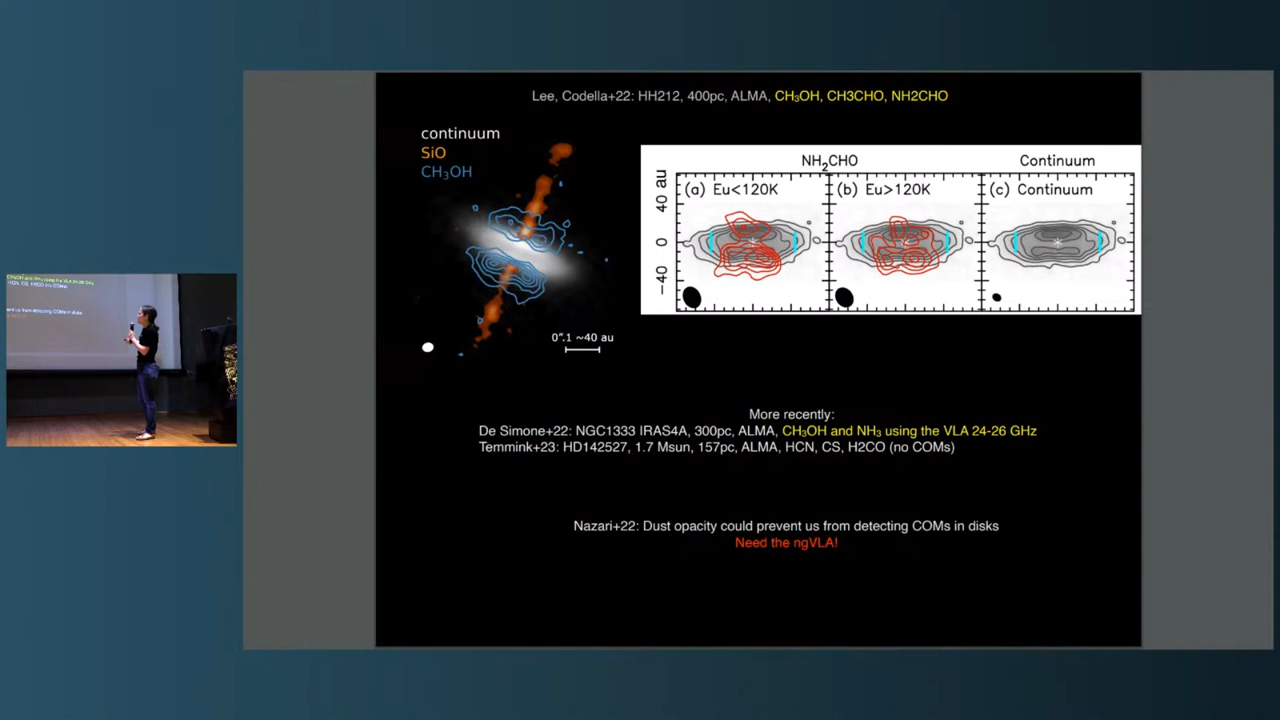 Lee, Codella+22: HH212, 400pc, ALMA, CH₃OH, CH3CHO, NH2CHO
continuum
SiO
CH₃OH
0".1 ~40 au
NH₂CHO
Continuum
(a) Eu<120K
(b) Eu>120K
(c) Continuum
−40 0 40 au
More recently:
De Simone+22: NGC1333 IRAS4A, 300pc, ALMA, CH₃OH and NH₃ using the VLA 24-26 GHz
Temmink+23: HD142527, 1.7 Msun, 157pc, ALMA, HCN, CS, H2CO (no COMs)
Nazari+22: Dust opacity could prevent us from detecting COMs in disks
Need the ngVLA!